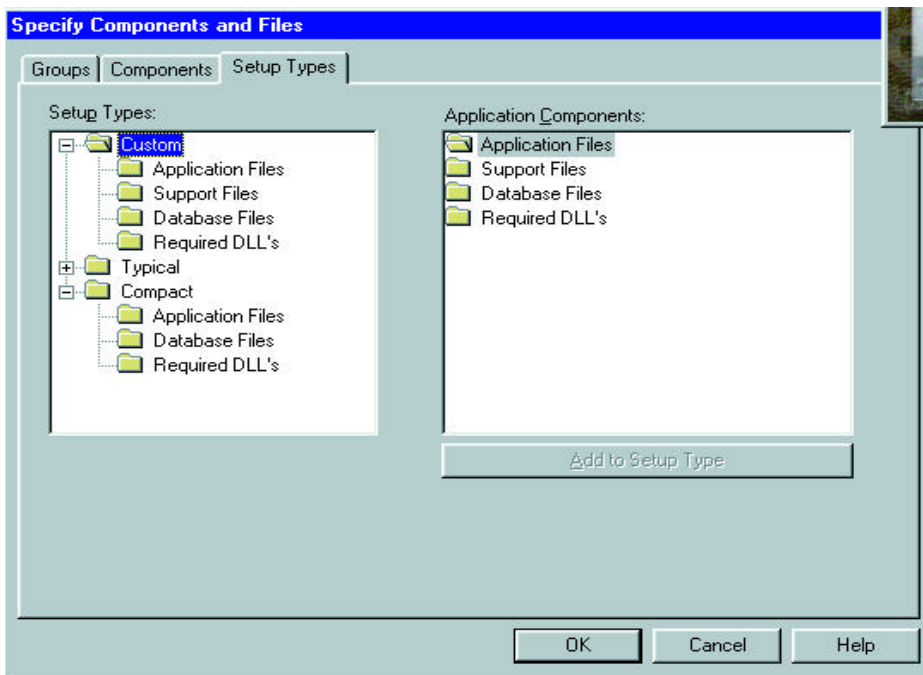 Specify Components and Files
Groups Components Setup Types
Setup Types:
Custom
Application Files
Support Files
Database Files
Required DLL's
Typical
Compact
Application Files
Database Files
Required DLL's
Application Components:
Application Files
Support Files
Database Files
Required DLL's
Add to Setup Type
OK Cancel Help